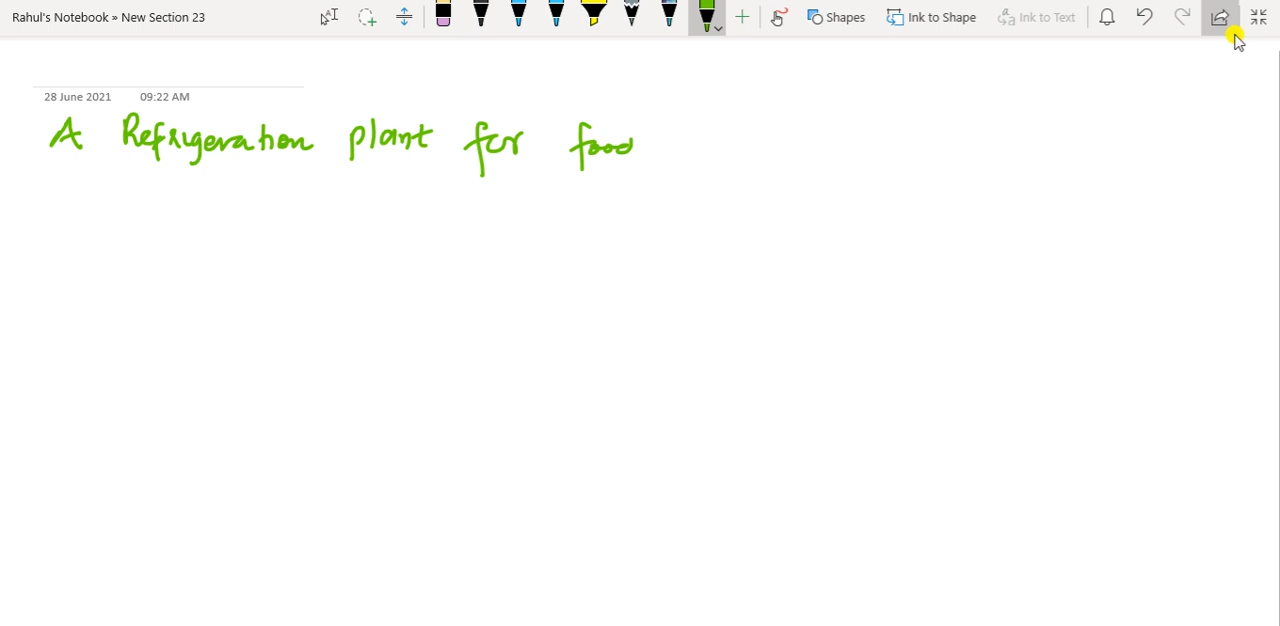 Rahul's Notebook » New Section 23 Shapes Ink to Shape Ink to Text
28 June 2021 09:22 AM
A Refrigeration plant for food